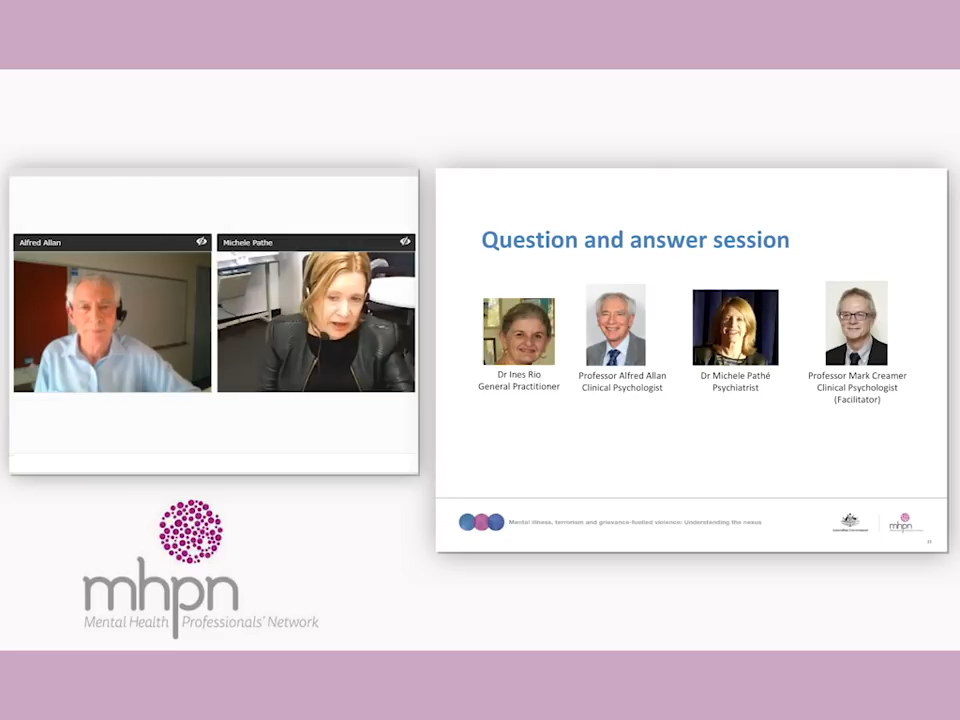 Alfred Allan
Michele Pathe
Question and answer session
Dr Ines Rio
General Practitioner
Professor Alfred Allan
Clinical Psychologist
Dr Michele Pathé
Psychiatrist
Professor Mark Creamer
Clinical Psychologist
(Facilitator)
Mental illness, terrorism and grievance-fuelled violence: Understanding the nexus
mhpn
mhpn
Mental Health Professionals' Network